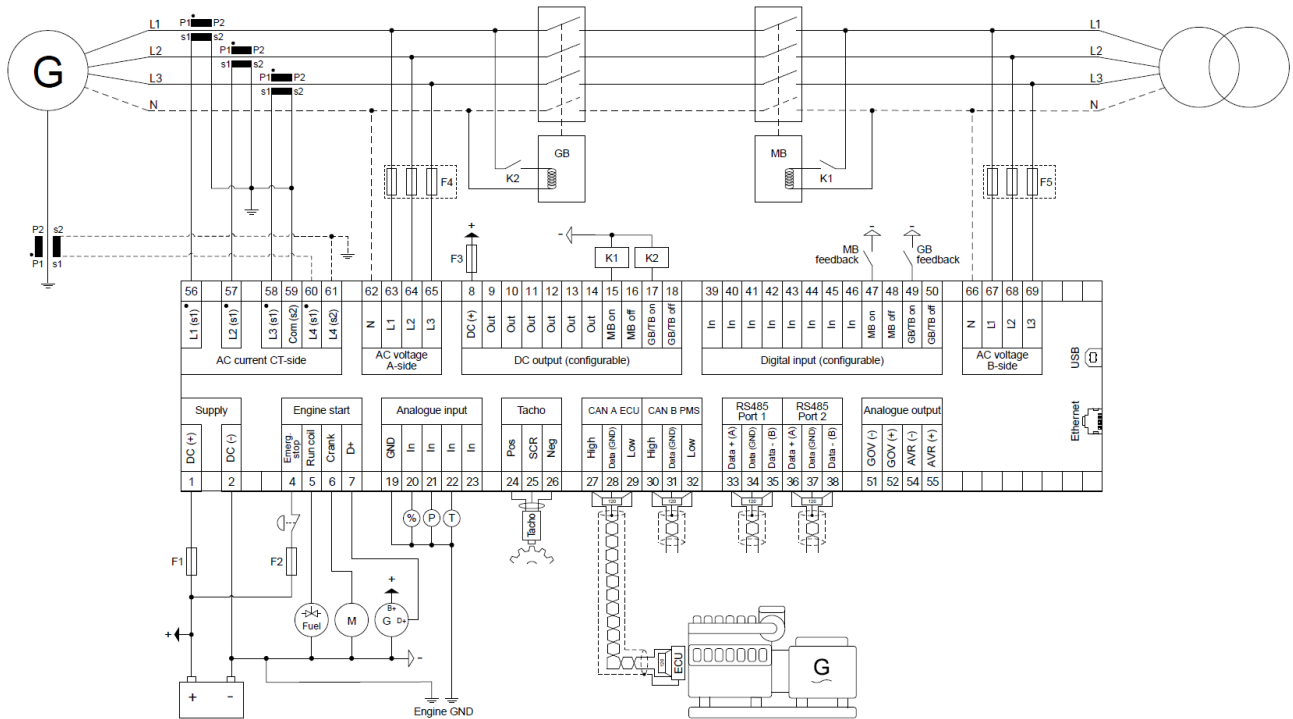 L1
P1 P2
s1 s2
L2
P1 P2
s1 s2
L3
P1 P2
s1 s2
N
G
L1
L2
L3
N
GB
K2
MB
K1
F4
F5
P2 s2
P1 s1
+
F3
-
K1
K2
-
MB
feedback
-
GB
feedback
56 57 58 59 60 61 62 63 64 65 8 9 10 11 12 13 14 15 16 17 18 39 40 41 42 43 44 45 46 47 48 49 50 66 67 68 69
L1 (s1)
L2 (s1)
L3 (s1)
Com (s2)
L4 (s1)
L4 (s2)
N
L1
L2
L3
DC (+)
Out
Out
Out
Out
Out
Out
MB on
MB off
GB/TB on
GB/TB off
In
In
In
In
In
In
In
In
MB on
MB off
GB/TB on
GB/TB off
N
L1
L2
L3
AC current CT-side
AC voltage
A-side
DC output (configurable)
Digital input (configurable)
AC voltage
B-side
USB
Ethernet
Supply
Engine start
Analogue input
Tacho
CAN A ECU
CAN B PMS
RS485
Port 1
RS485
Port 2
Analogue output
DC (+)
DC (-)
Emerg.
stop
Run coil
Crank
D+
GND
In
In
In
In
Pos
SCR
Neg
High
Data (GND)
Low
High
Data (GND)
Low
Data + (A)
Data (GND)
Data - (B)
Data + (A)
Data (GND)
Data - (B)
GOV (-)
GOV (+)
AVR (-)
AVR (+)
1 2 4 5 6 7 19 20 21 22 23 24 25 26 27 28 29 30 31 32 33 34 35 36 37 38 51 52 54 55
120
120
120
120
% P T
Tacho
F1
F2
+
B+
G D+
Fuel
M
+
-
+ -
Engine GND
120
ECU
G